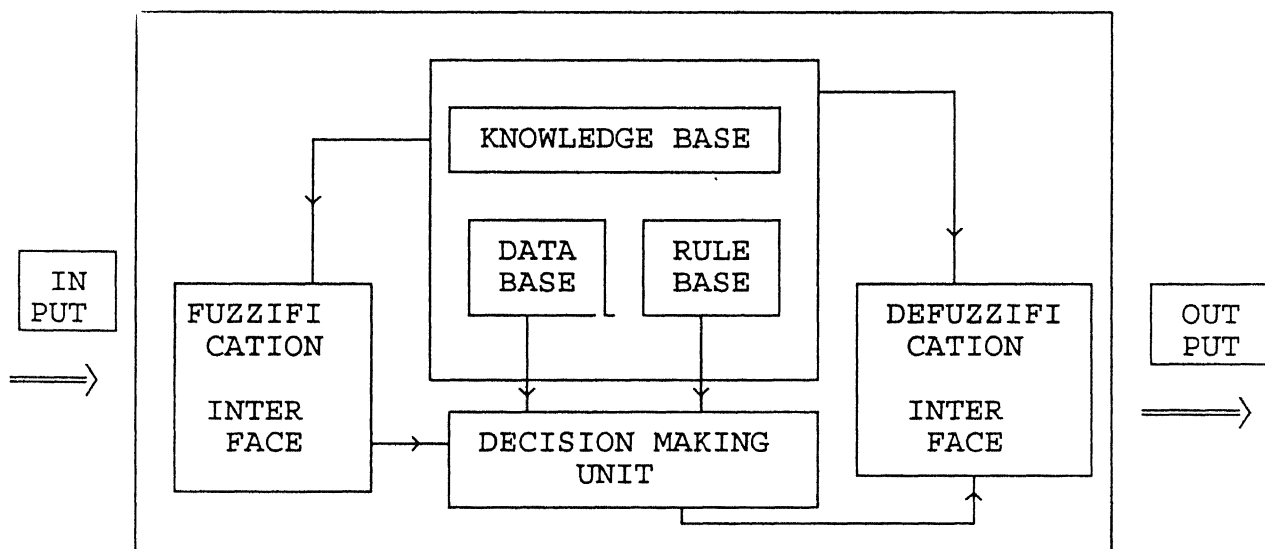 KNOWLEDGE BASE
DATA
BASE
RULE
BASE
IN
PUT
FUZZIFI
CATION
INTER
FACE
DECISION MAKING
UNIT
DEFUZZIFI
CATION
INTER
FACE
OUT
PUT